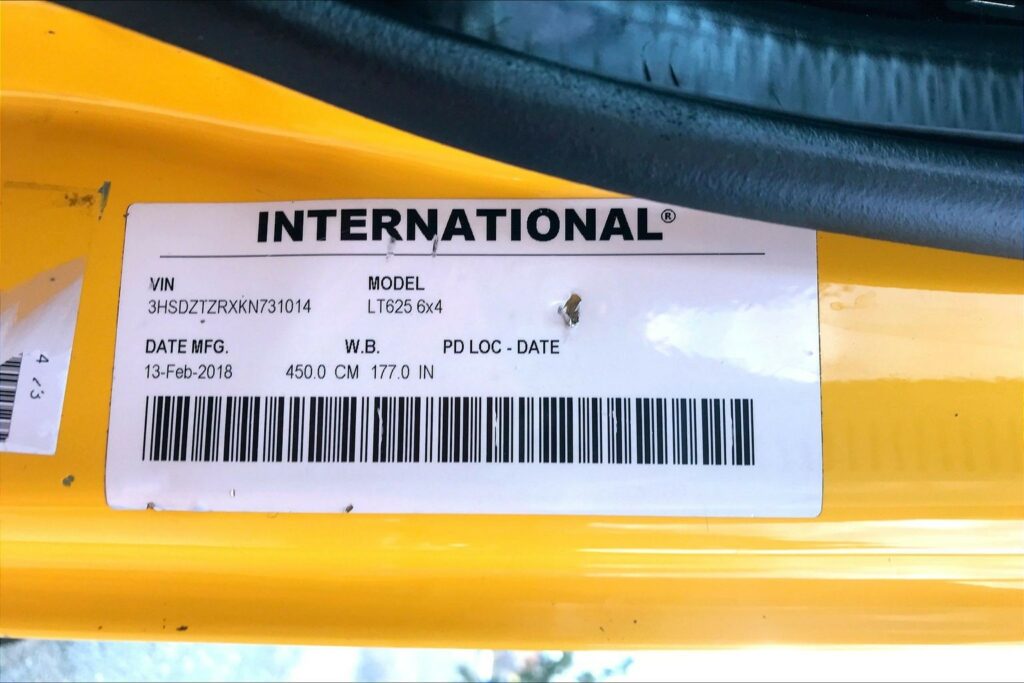 INTERNATIONAL®
VIN MODEL
3HSDZTZRXKN731014 LT625 6x4
DATE MFG. W.B. PD LOC - DATE
13-Feb-2018 450.0 CM 177.0 IN